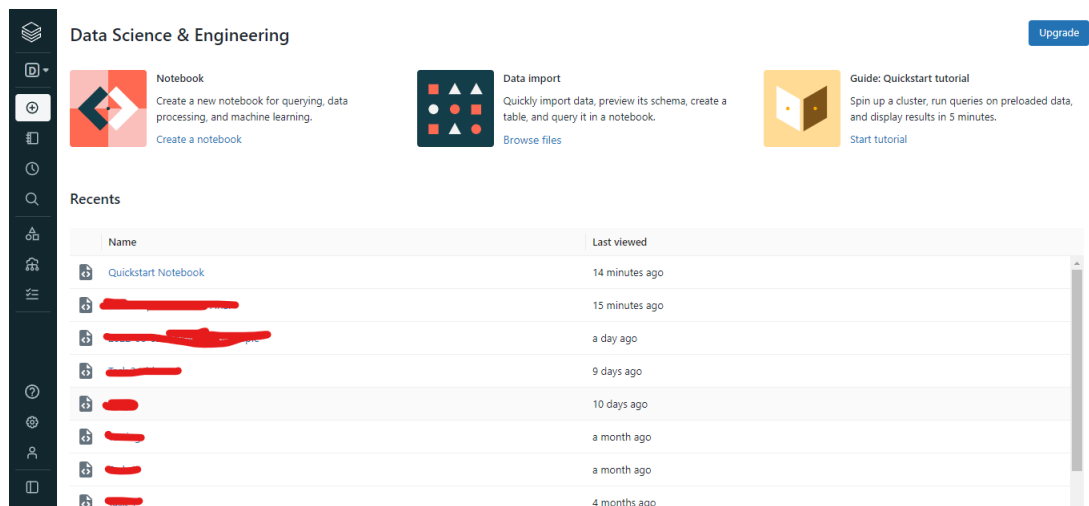 Data Science & Engineering
Upgrade
D
Notebook
Create a new notebook for querying, data
processing, and machine learning.
Create a notebook
Data import
Quickly import data, preview its schema, create a
table, and query it in a notebook.
Browse files
Guide: Quickstart tutorial
Spin up a cluster, run queries on preloaded data,
and display results in 5 minutes.
Start tutorial
Recents
Name Last viewed
Quickstart Notebook 14 minutes ago
15 minutes ago
a day ago
9 days ago
10 days ago
a month ago
a month ago
4 months ago